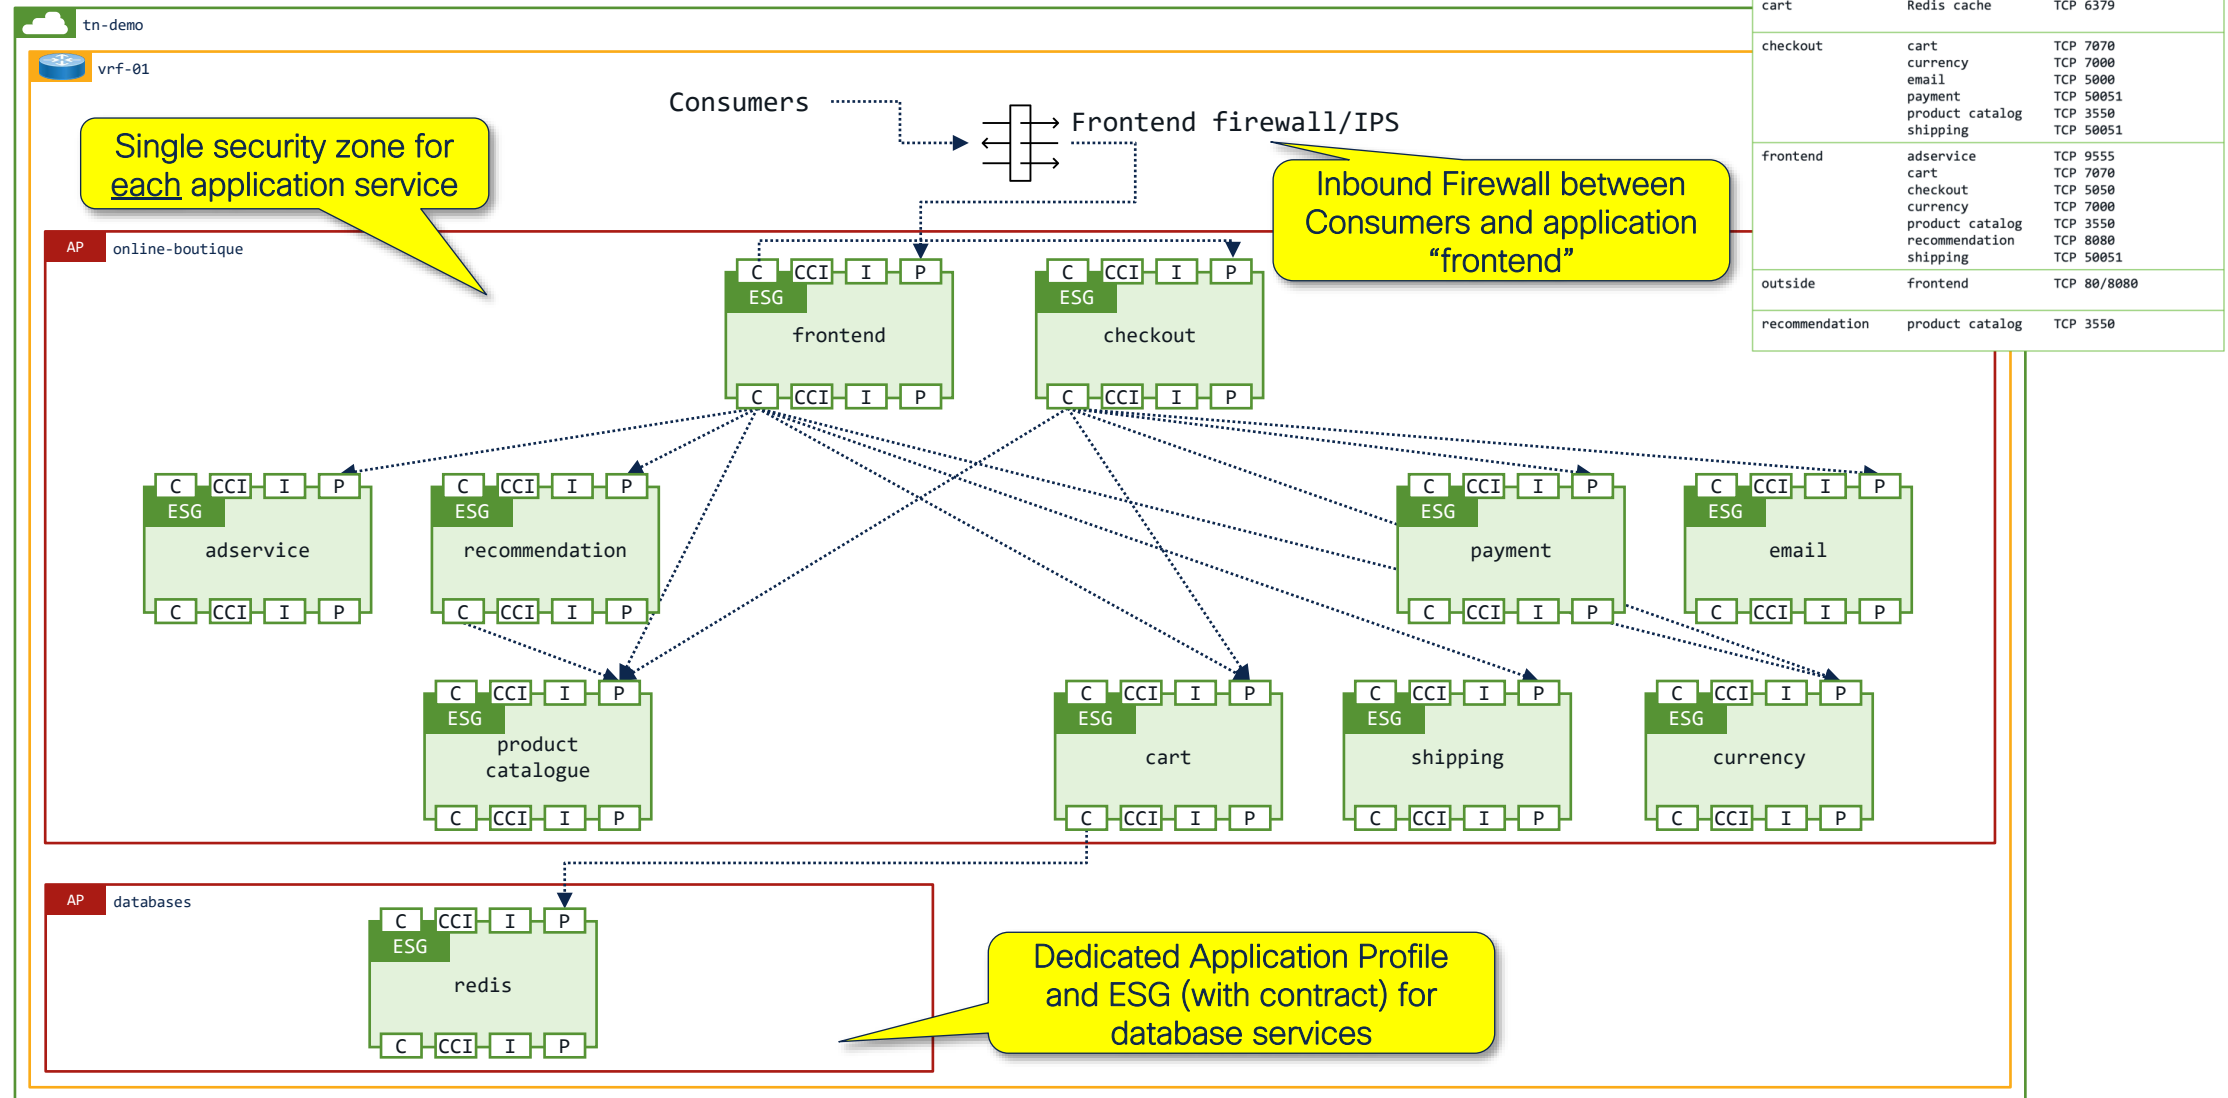 tn-demo
vrf-01
Consumers
Frontend firewall/IPS
Single security zone for
each application service
Inbound Firewall between
Consumers and application
“frontend”
cart Redis cache TCP 6379
checkout cart TCP 7070
currency TCP 7000
email TCP 5000
payment TCP 50051
product catalog TCP 3550
shipping TCP 50051
frontend adservice TCP 9555
cart TCP 7070
checkout TCP 5050
currency TCP 7000
product catalog TCP 3550
recommendation TCP 8080
shipping TCP 50051
outside frontend TCP 80/8080
recommendation product catalog TCP 3550
AP online-boutique
C CCI I P
ESG
frontend
C CCI I P
C CCI I P
ESG
checkout
C CCI I P
C CCI I P
ESG
adservice
C CCI I P
C CCI I P
ESG
recommendation
C CCI I P
C CCI I P
ESG
payment
C CCI I P
C CCI I P
ESG
email
C CCI I P
C CCI I P
ESG
product
catalogue
C CCI I P
C CCI I P
ESG
cart
C CCI I P
C CCI I P
ESG
shipping
C CCI I P
C CCI I P
ESG
currency
C CCI I P
AP databases
C CCI I P
ESG
redis
C CCI I P
Dedicated Application Profile
and ESG (with contract) for
database services